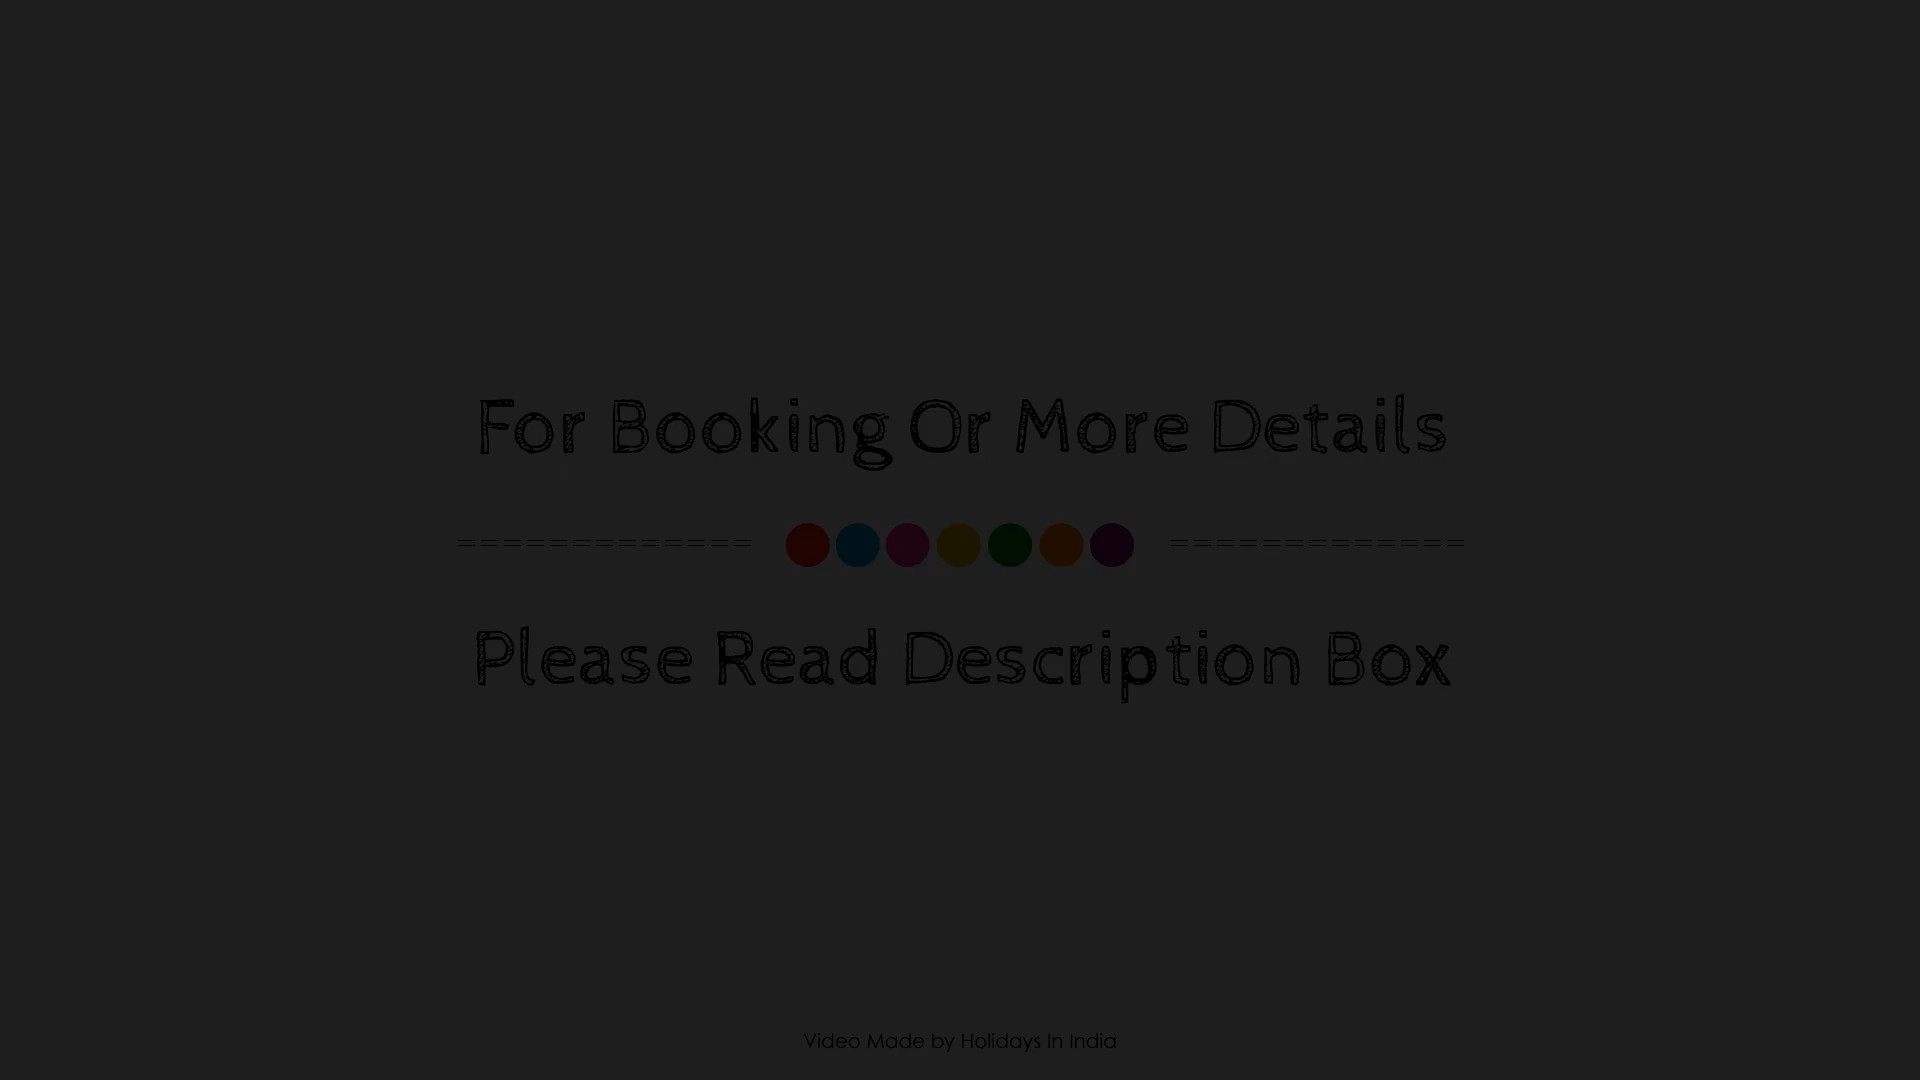 For Booking Or More Details
============= =============
Please Read Description Box
Video Made by Holidays In India